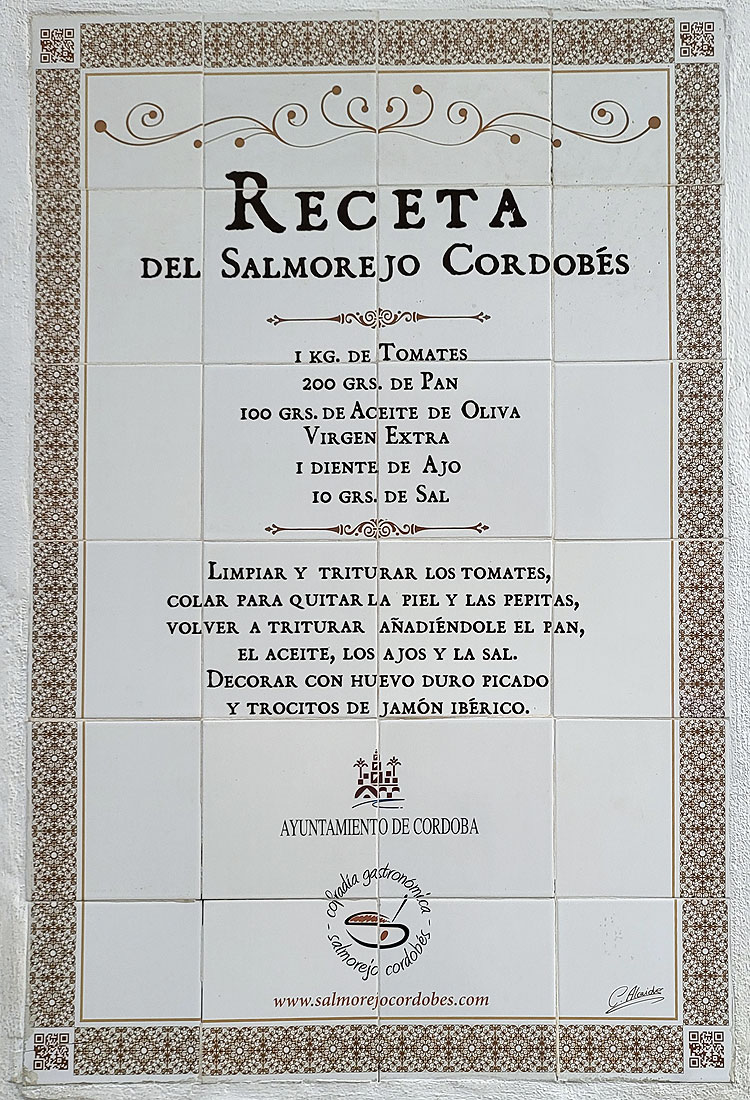 RECETA
DEL SALMOREJO CORDOBÉS
1 KG. DE TOMATES
200 GRS. DE PAN
100 GRS. DE ACEITE DE OLIVA
VIRGEN EXTRA
1 DIENTE DE AJO
10 GRS. DE SAL
LIMPIAR Y TRITURAR LOS TOMATES,
COLAR PARA QUITAR LA PIEL Y LAS PEPITAS,
VOLVER A TRITURAR AÑADIÉNDOLE EL PAN,
EL ACEITE, LOS AJOS Y LA SAL.
DECORAR CON HUEVO DURO PICADO
Y TROCITOS DE JAMÓN IBÉRICO.
AYUNTAMIENTO DE CORDOBA
cofradía gastronómica
- salmorejo cordobés -
www.salmorejocordobes.com